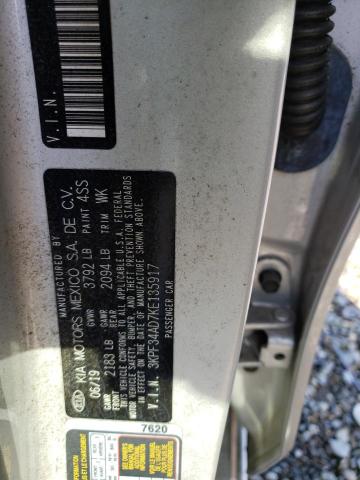 V.I.N.
KIA KIA MOTORS MEXICO S.A. DE C.V.
06/19 GVWR 3792 LB PAINT 4SS
GAWR FRONT 2183 LB GAWR REAR 2094 LB TRIM WK
THIS VEHICLE CONFORMS TO ALL APPLICABLE U.S.A. FEDERAL
MOTOR VEHICLE SAFETY, BUMPER, AND THEFT PREVENTION
STANDARDS IN EFFECT ON THE DATE OF MANUFACTURE SHOWN ABOVE.
V.I.N.: 3KPF34AD7KE135917
PASSENGER CAR
7620